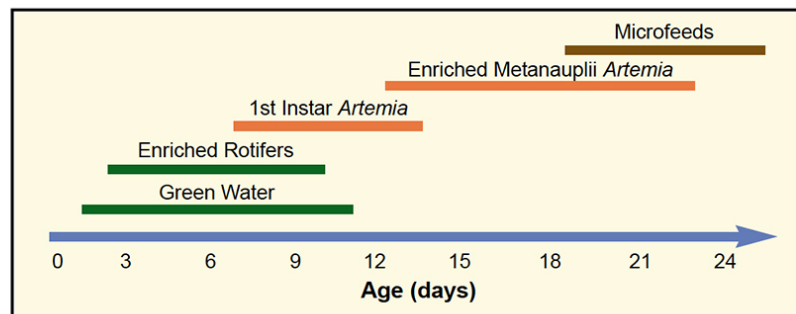 Microfeeds
Enriched Metanauplii Artemia
1st Instar Artemia
Enriched Rotifers
Green Water
0 3 6 9 12 15 18 21 24
Age (days)